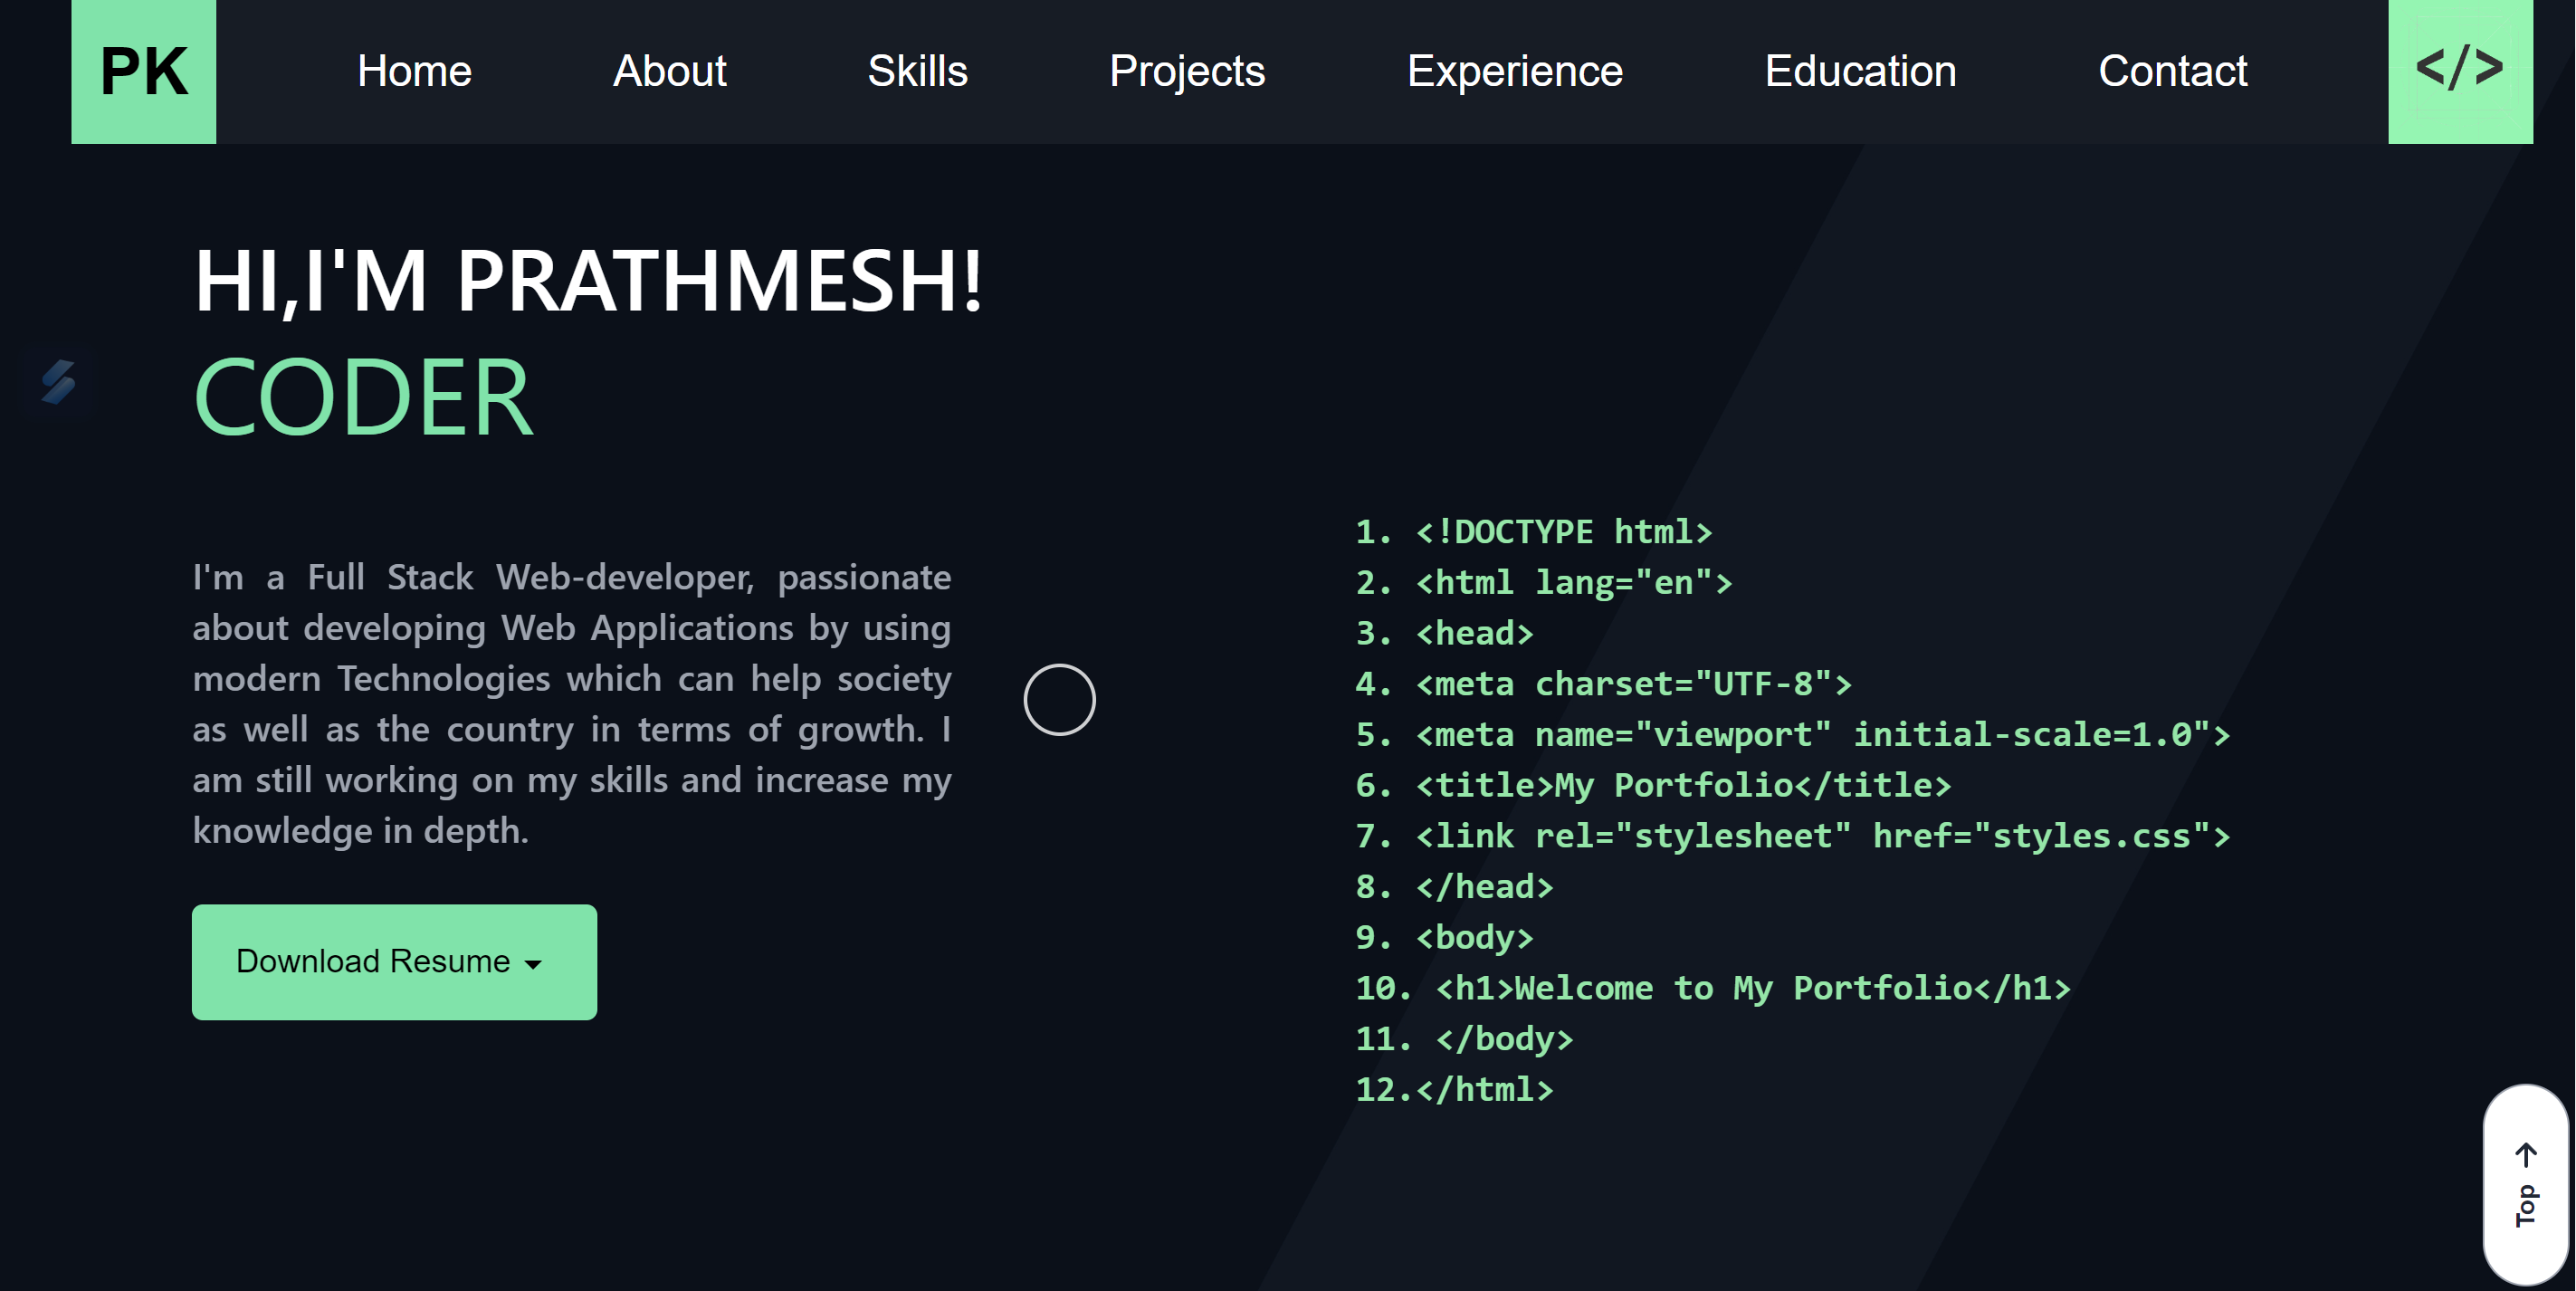 PK Home About Skills Projects Experience Education Contact </>
HI,I'M PRATHMESH!
CODER
I'm a Full Stack Web-developer, passionate
about developing Web Applications by using
modern Technologies which can help society
as well as the country in terms of growth. I
am still working on my skills and increase my
knowledge in depth.
Download Resume
1. <!DOCTYPE html>
2. <html lang="en">
3. <head>
4. <meta charset="UTF-8">
5. <meta name="viewport" initial-scale=1.0">
6. <title>My Portfolio</title>
7. <link rel="stylesheet" href="styles.css">
8. </head>
9. <body>
10. <h1>Welcome to My Portfolio</h1>
11. </body>
12.</html>
Top